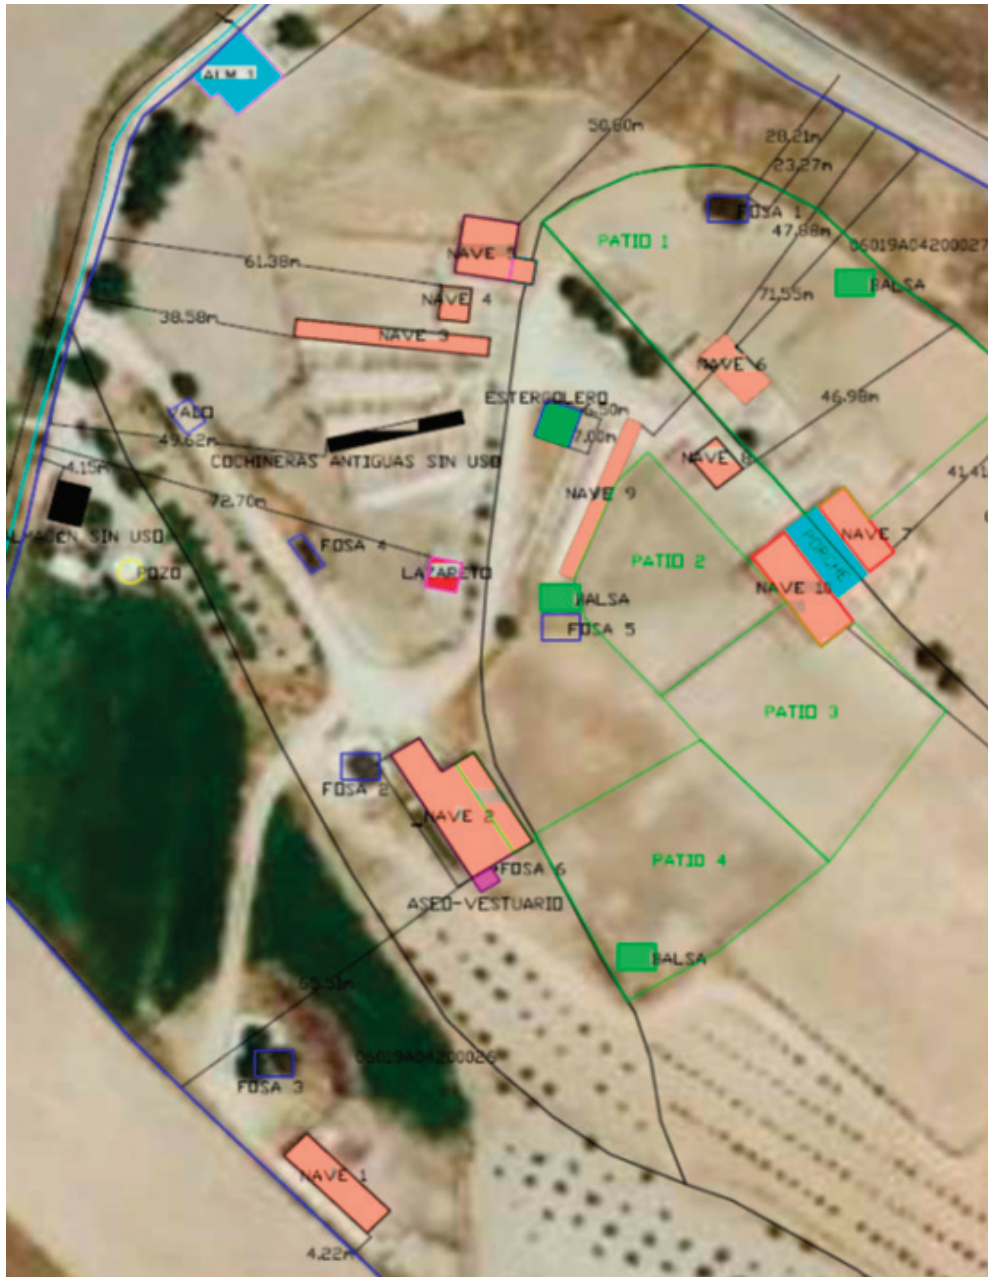 ALM 1
50.80m
28.21m
23.27m
FOSA 1
47.88m
PATIO 1
06019A04200027
NAVE 5
61.38m
BALSA
NAVE 4
71.55m
38.58m
NAVE 3
NAVE 6
ESTERCOLERO
46.98m
VADO
6.50m
49.62m
7.00m
COCHINERAS ANTIGUAS SIN USO
NAVE 8
4.15m
41.41
72.70m
NAVE 9
LMACEN SIN USO
NAVE 7
FOSA 4
PORCHE
PATIO 2
POZO
LAZARETO
NAVE 10
BALSA
FOSA 5
PATIO 3
FOSA 2
NAVE 2
PATIO 4
FOSA 6
ASEO-VESTUARIO
BALSA
65.51m
FOSA 3
NAVE 1
4.22m